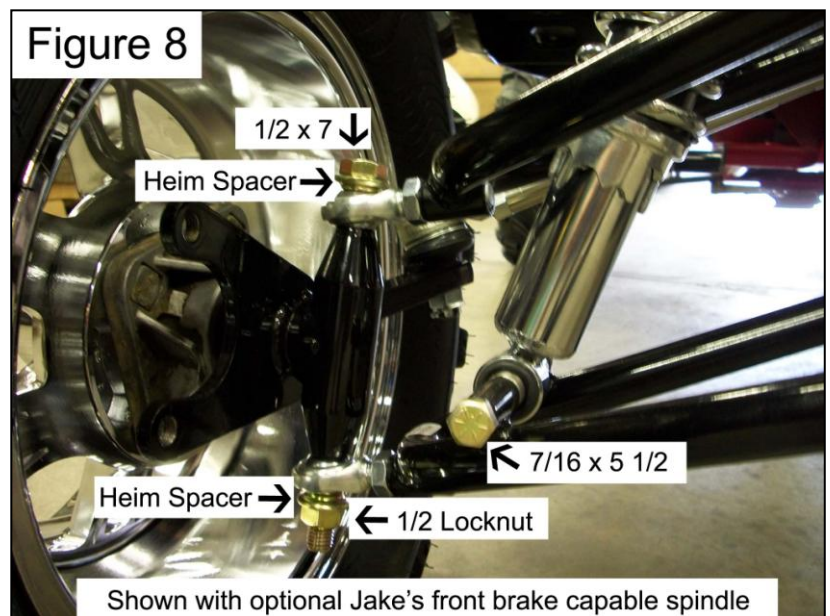 Figure 8
1/2 x 7
Heim Spacer
7/16 x 5 1/2
Heim Spacer
1/2 Locknut
Shown with optional Jake's front brake capable spindle